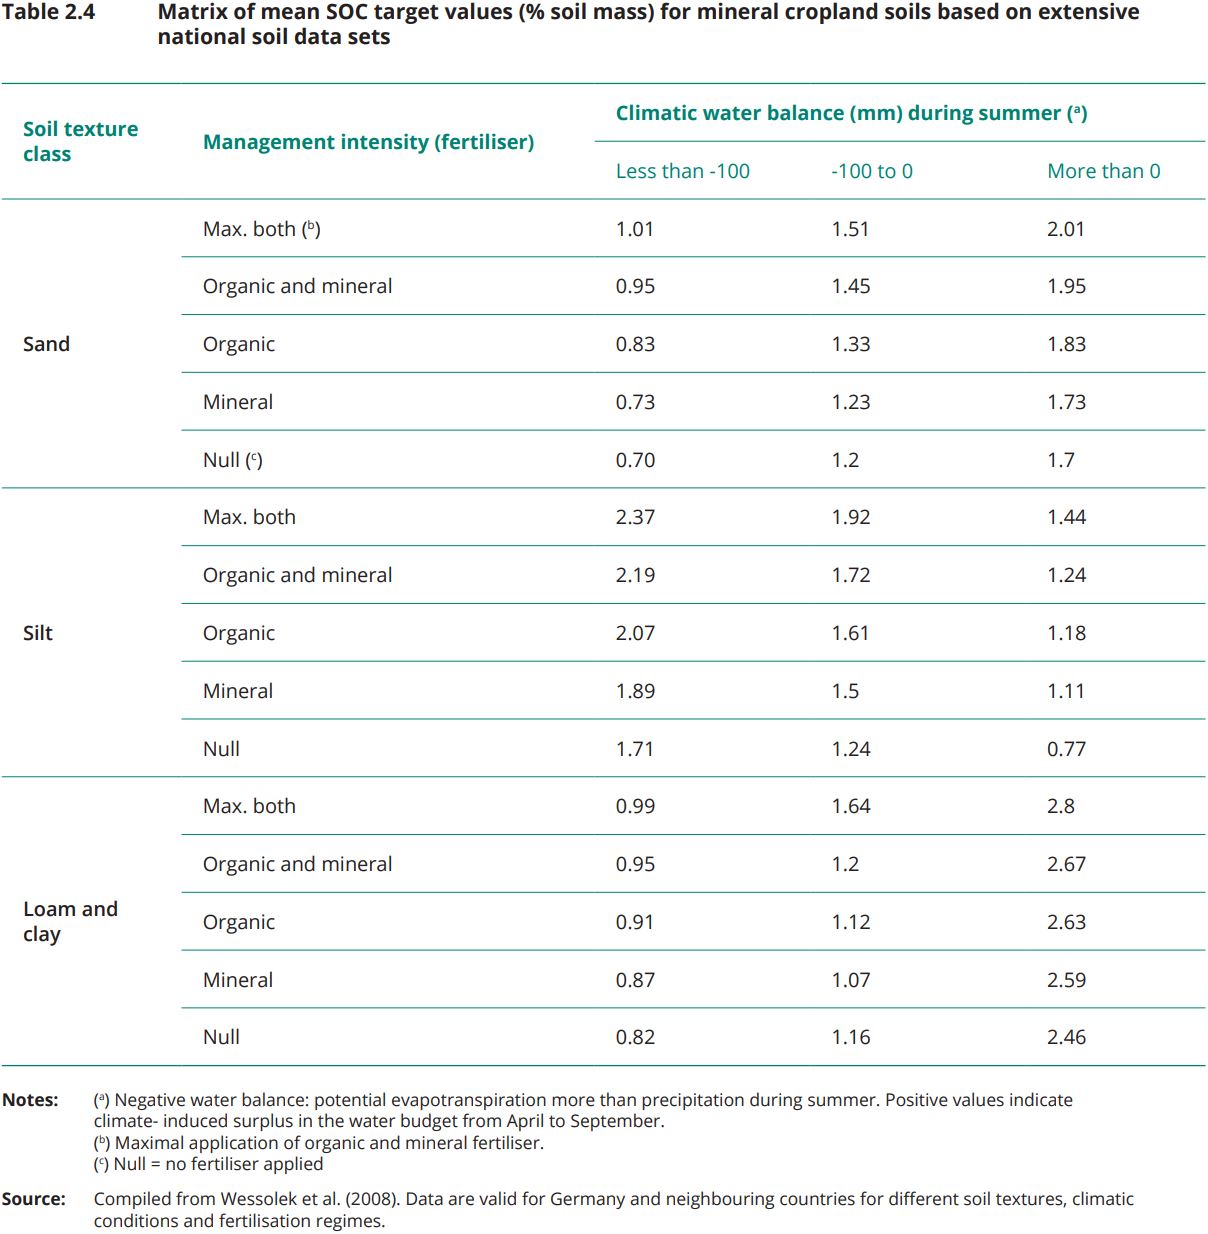 Table 2.4 Matrix of mean SOC target values (% soil mass) for mineral cropland soils based on extensive
national soil data sets
Soil texture
class
Management intensity (fertiliser)
Climatic water balance (mm) during summer (ᵃ)
Less than -100 -100 to 0 More than 0
Sand
Max. both (ᵇ) 1.01 1.51 2.01
Organic and mineral 0.95 1.45 1.95
Organic 0.83 1.33 1.83
Mineral 0.73 1.23 1.73
Null (ᶜ) 0.70 1.2 1.7
Silt
Max. both 2.37 1.92 1.44
Organic and mineral 2.19 1.72 1.24
Organic 2.07 1.61 1.18
Mineral 1.89 1.5 1.11
Null 1.71 1.24 0.77
Loam and
clay
Max. both 0.99 1.64 2.8
Organic and mineral 0.95 1.2 2.67
Organic 0.91 1.12 2.63
Mineral 0.87 1.07 2.59
Null 0.82 1.16 2.46
Notes: (ᵃ) Negative water balance: potential evapotranspiration more than precipitation during summer. Positive values indicate
climate- induced surplus in the water budget from April to September.
(ᵇ) Maximal application of organic and mineral fertiliser.
(ᶜ) Null = no fertiliser applied
Source: Compiled from Wessolek et al. (2008). Data are valid for Germany and neighbouring countries for different soil textures, climatic
conditions and fertilisation regimes.